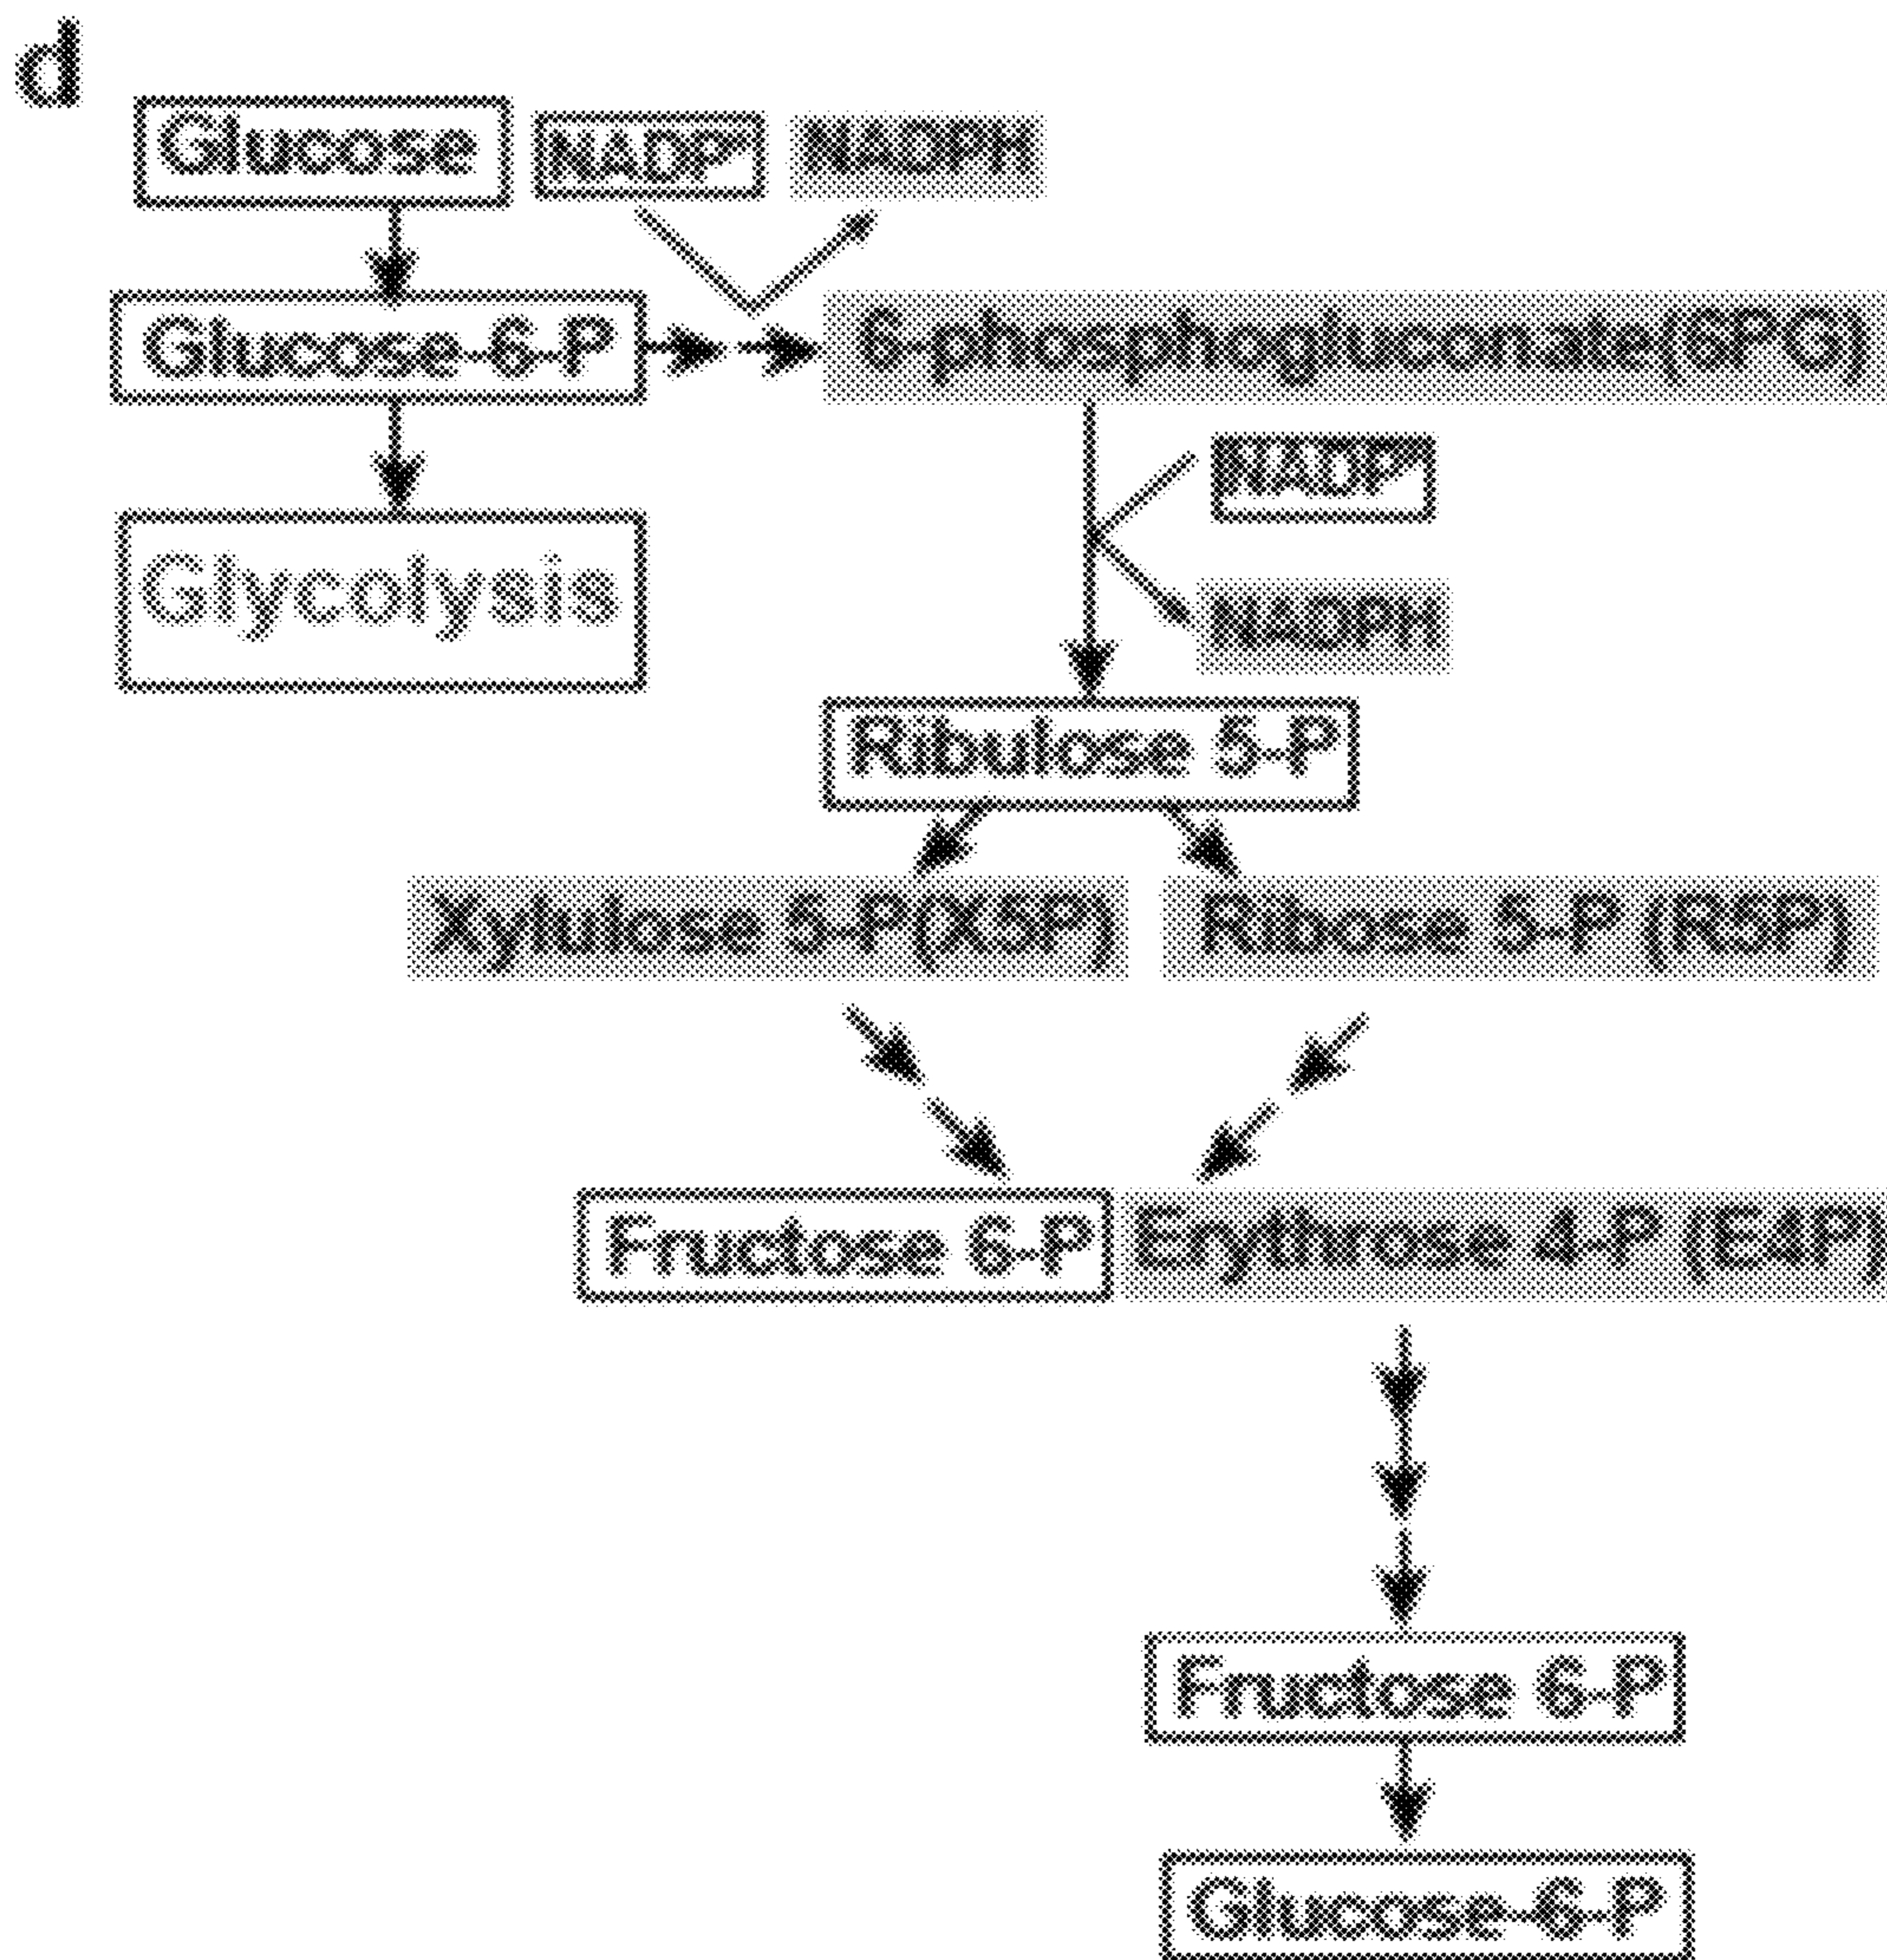 d
Glucose NADP⁺ NADPH
Glucose-6-P 6-phosphogluconate(6PG)
NADP⁺
Glycolysis
NADPH
Ribulose 5-P
Xylulose 5-P(X5P) Ribose 5-P (R5P)
Fructose 6-P Erythrose 4-P (E4P)
Fructose 6-P
Glucose-6-P